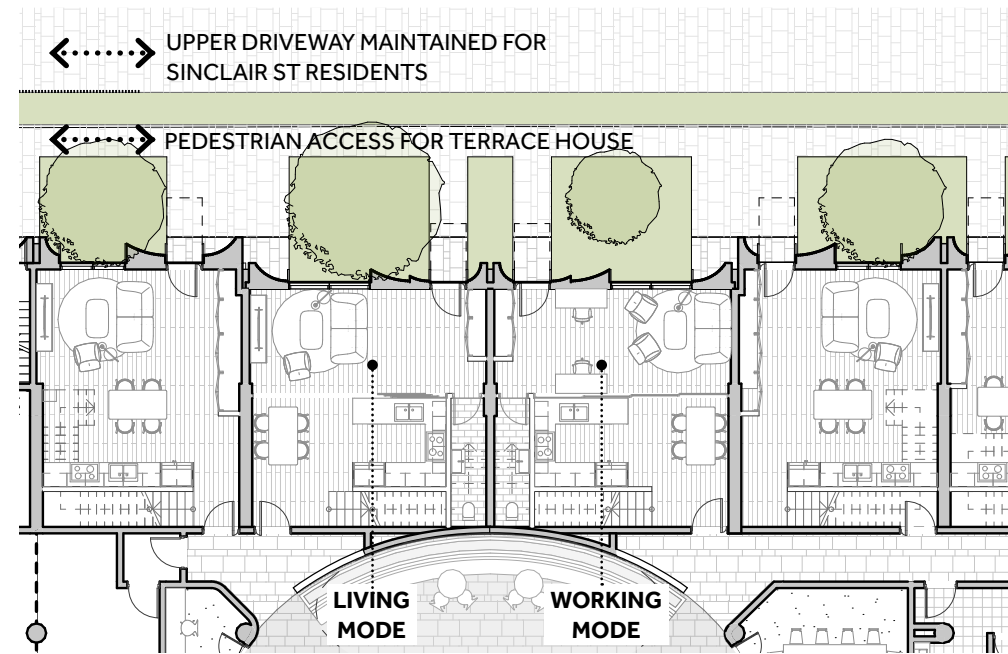 UPPER DRIVEWAY MAINTAINED FOR
SINCLAIR ST RESIDENTS
PEDESTRIAN ACCESS FOR TERRACE HOUSE
LIVING
MODE
WORKING
MODE